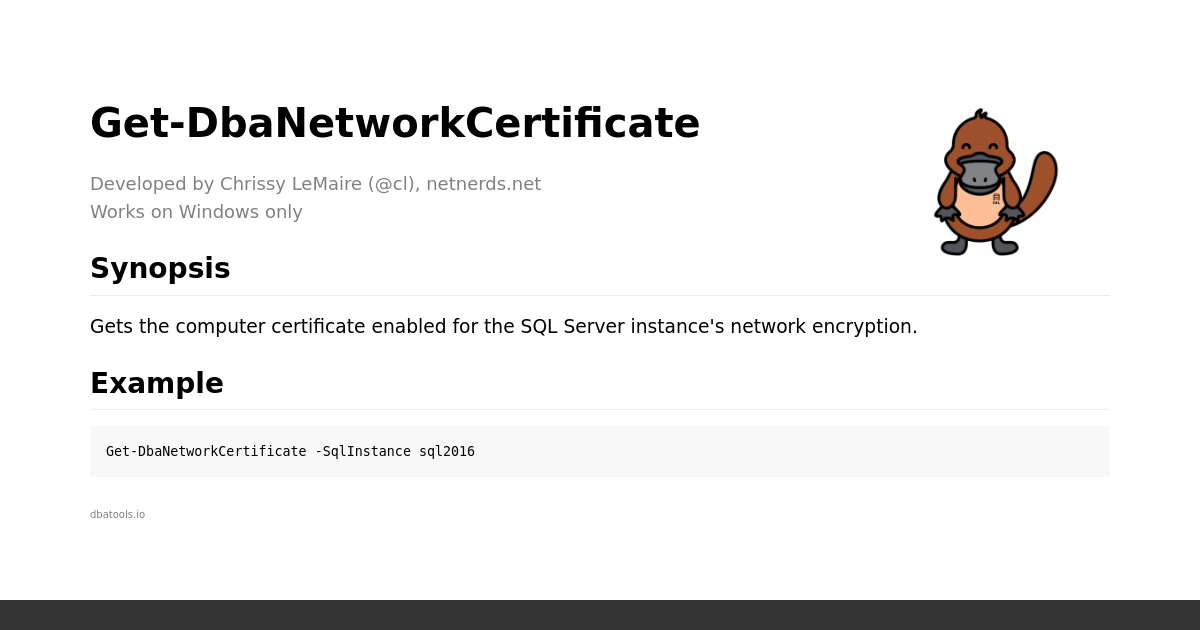 Get-DbaNetworkCertificate
Developed by Chrissy LeMaire (@cl), netnerds.net
Works on Windows only
Synopsis
Gets the computer certificate enabled for the SQL Server instance's network encryption.
Example
Get-DbaNetworkCertificate -SqlInstance sql2016
dbatools.io